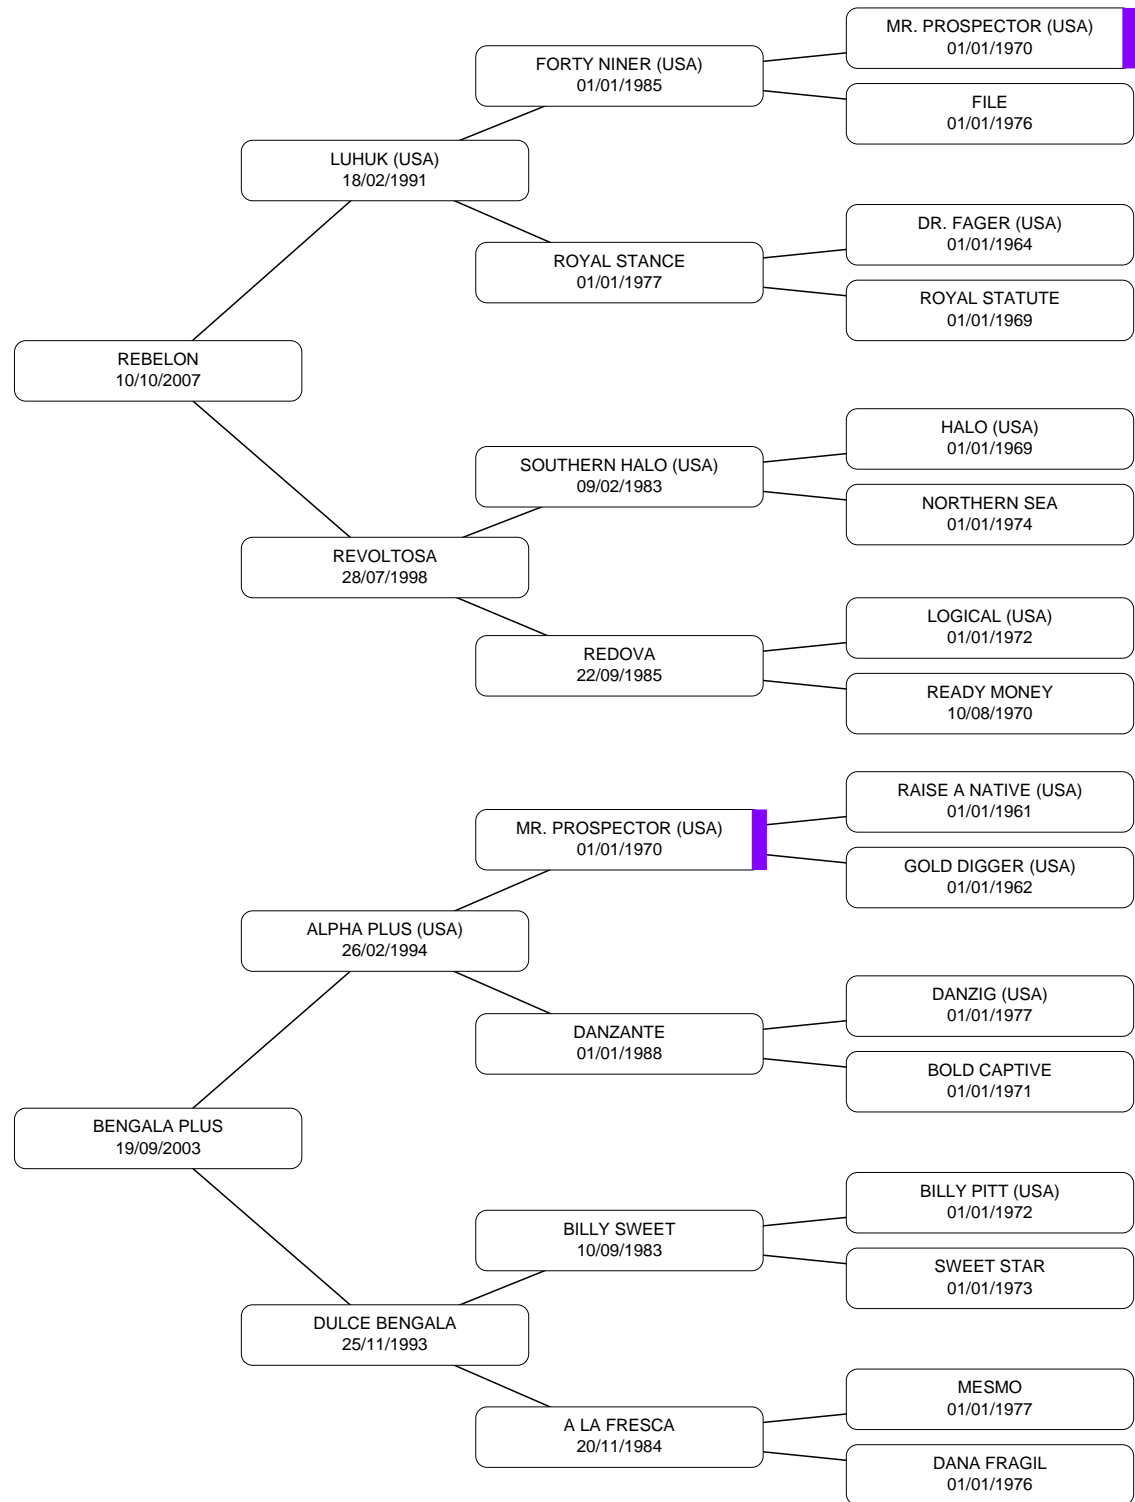 MR. PROSPECTOR (USA)
01/01/1970
FORTY NINER (USA)
01/01/1985
FILE
01/01/1976
LUHUK (USA)
18/02/1991
DR. FAGER (USA)
01/01/1964
ROYAL STANCE
01/01/1977
ROYAL STATUTE
01/01/1969
REBELON
10/10/2007
HALO (USA)
01/01/1969
SOUTHERN HALO (USA)
09/02/1983
NORTHERN SEA
01/01/1974
REVOLTOSA
28/07/1998
LOGICAL (USA)
01/01/1972
REDOVA
22/09/1985
READY MONEY
10/08/1970
RAISE A NATIVE (USA)
01/01/1961
MR. PROSPECTOR (USA)
01/01/1970
GOLD DIGGER (USA)
01/01/1962
ALPHA PLUS (USA)
26/02/1994
DANZIG (USA)
01/01/1977
DANZANTE
01/01/1988
BOLD CAPTIVE
01/01/1971
BENGALA PLUS
19/09/2003
BILLY PITT (USA)
01/01/1972
BILLY SWEET
10/09/1983
SWEET STAR
01/01/1973
DULCE BENGALA
25/11/1993
MESMO
01/01/1977
A LA FRESCA
20/11/1984
DANA FRAGIL
01/01/1976